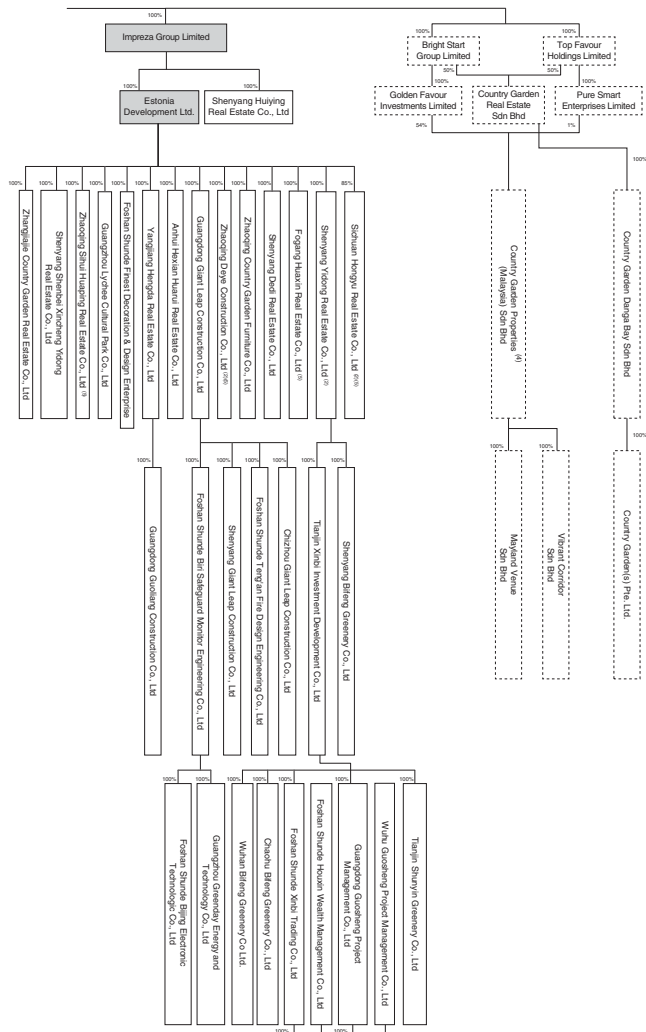 100%
100%
Impreza Group Limited
Bright Start
Group Limited
Top Favour
Holdings Limited
100%
100%
100%
50%
50%
100%
Estonia
Development Ltd.
Shenyang Huiying
Real Estate Co., Ltd
Golden Favour
Investments Limited
Country Garden
Real Estate
Sdn Bhd
Pure Smart
Enterprises Limited
54%
1%
100%
100%
Zhangjiajie Country Garden Real Estate Co., Ltd
100%
Shenyang Shenbei Xincheng Yidong
Real Estate Co., Ltd
100%
Zhaoqing Sihui Huaping Real Estate Co., Ltd
100%
Guangzhou Lychee Cultural Park Co., Ltd
100%
Foshan Shunde Finest Decoration & Design Enterprise
100%
Yangjiang Hengda Real Estate Co., Ltd
100%
Anhui Hexian Huarui Real Estate Co., Ltd
100%
Guangdong Giant Leap Construction Co., Ltd
100%
Zhaoqing Deye Construction Co., Ltd
100%
Zhaoqing Country Garden Furniture Co., Ltd
100%
Shenyang Dedi Real Estate Co., Ltd
100%
Fogang Huaxin Real Estate Co., Ltd
100%
Shenyang Yidong Real Estate Co., Ltd
85%
Sichuan Hongyu Real Estate Co., Ltd
Country Garden Properties (4)
(Malaysia) Sdn Bhd
Country Garden Danga Bay Sdn Bhd
100%
Guangdong Guoliang Construction Co., Ltd
100%
Foshan Shunde Biri Safeguard Monitor Engineering Co., Ltd
100%
Shenyang Giant Leap Construction Co., Ltd
100%
Foshan Shunde Teng'an Fire Design Engineering Co., Ltd
100%
Chizhou Giant Leap Construction Co., Ltd
100%
Tianjin Xinbi Investment Development Co., Ltd
100%
Shenyang Bifeng Greenery Co., Ltd
100%
Mayland Venue
Sdn Bhd
100%
Vibrant Corridor
Sdn Bhd
100%
Country Garden(s) Pte. Ltd.
100%
Foshan Shunde Bijing Electronic
Technologic Co., Ltd
100%
Guangzhou Greenday Energy and
Technology Co., Ltd
100%
Wuhan Bifeng Greenery Co Ltd.
100%
Chaohu Bifeng Greenery Co., Ltd
100%
Foshan Shunde Xinbi Trading Co., Ltd
100%
Foshan Shunde Houxin Wealth Management Co., Ltd
100%
Guangdong Guosheng Project
Management Co., Ltd
Wuhu Guosheng Project Management Co., Ltd
100%
Tianjin Shunyin Greenery Co., Ltd
100%
100%
100%
100%